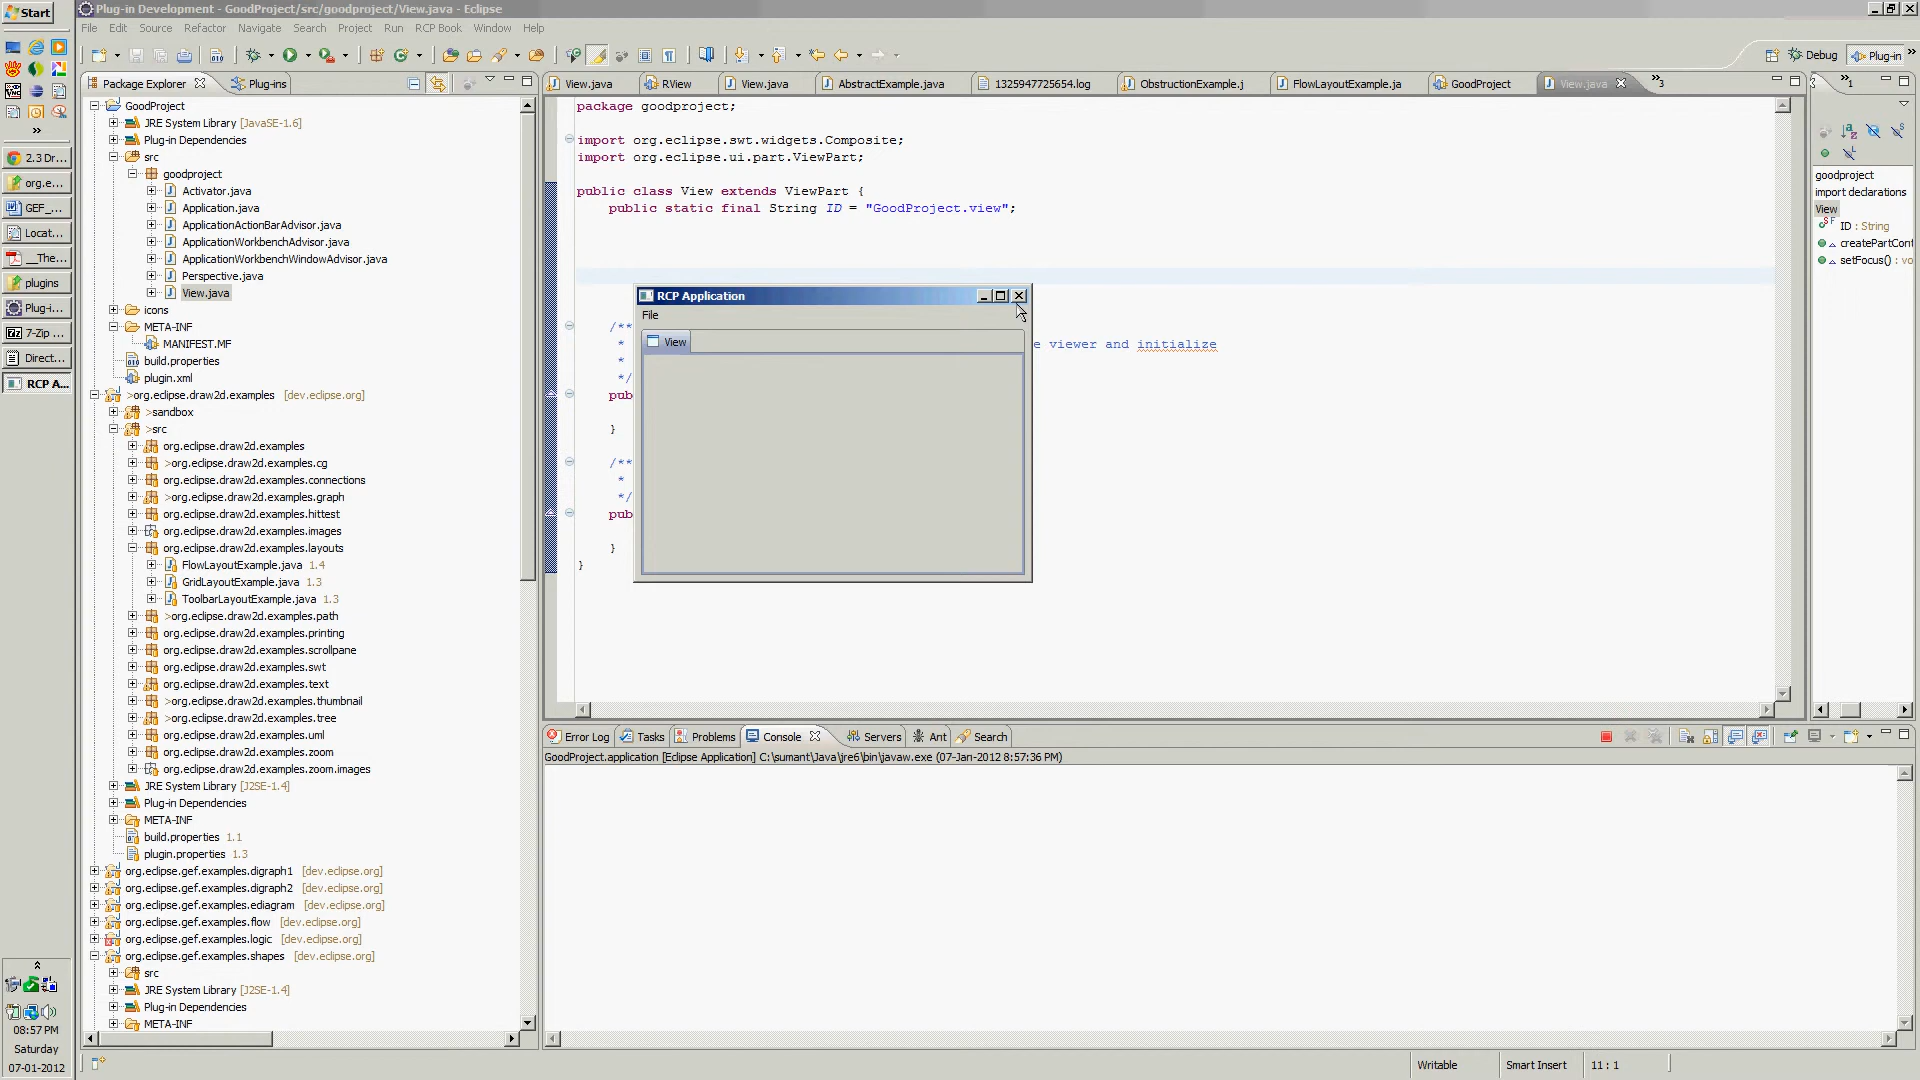 Start
Plug-in Development - GoodProject/src/goodproject/View.java - Eclipse
File Edit Source Refactor Navigate Search Project Run RCP Book Window Help
Debug
Plug-in
Package Explorer
Plug-ins
View.java
RView
View.java
AbstractExample.java
1325947725654.log
ObstructionExample.j
FlowLayoutExample.ja
GoodProject
View.java
3
1
GoodProject
JRE System Library [JavaSE-1.6]
Plug-in Dependencies
src
goodproject
Activator.java
Application.java
ApplicationActionBarAdvisor.java
ApplicationWorkbenchAdvisor.java
ApplicationWorkbenchWindowAdvisor.java
Perspective.java
View.java
icons
META-INF
MANIFEST.MF
build.properties
plugin.xml
>org.eclipse.draw2d.examples [dev.eclipse.org]
>sandbox
>src
org.eclipse.draw2d.examples
>org.eclipse.draw2d.examples.cg
org.eclipse.draw2d.examples.connections
>org.eclipse.draw2d.examples.graph
org.eclipse.draw2d.examples.hittest
org.eclipse.draw2d.examples.images
org.eclipse.draw2d.examples.layouts
FlowLayoutExample.java 1.4
GridLayoutExample.java 1.3
ToolbarLayoutExample.java 1.3
>org.eclipse.draw2d.examples.path
org.eclipse.draw2d.examples.printing
org.eclipse.draw2d.examples.scrollpane
org.eclipse.draw2d.examples.swt
org.eclipse.draw2d.examples.text
>org.eclipse.draw2d.examples.thumbnail
>org.eclipse.draw2d.examples.tree
org.eclipse.draw2d.examples.uml
org.eclipse.draw2d.examples.zoom
org.eclipse.draw2d.examples.zoom.images
JRE System Library [J2SE-1.4]
Plug-in Dependencies
META-INF
build.properties 1.1
plugin.properties 1.3
org.eclipse.gef.examples.digraph1 [dev.eclipse.org]
org.eclipse.gef.examples.digraph2 [dev.eclipse.org]
org.eclipse.gef.examples.ediagram [dev.eclipse.org]
org.eclipse.gef.examples.flow [dev.eclipse.org]
org.eclipse.gef.examples.logic [dev.eclipse.org]
org.eclipse.gef.examples.shapes [dev.eclipse.org]
src
JRE System Library [J2SE-1.4]
Plug-in Dependencies
META-INF
package goodproject;
import org.eclipse.swt.widgets.Composite;
import org.eclipse.ui.part.ViewPart;
public class View extends ViewPart {
public static final String ID = "GoodProject.view";
/**
* e viewer and initialize
*
*/
pub
}
/**
*
*/
pub
}
}
RCP Application
File
View
goodproject
import declarations
View
ID : String
createPartCont
setFocus() : vo
Error Log
Tasks
Problems
Console
Servers
Ant
Search
GoodProject.application [Eclipse Application] C:\sumant\Java\jre6\bin\javaw.exe (07-Jan-2012 8:57:36 PM)
2.3 Dr...
org.e...
GEF_...
Locat...
__The...
plugins
Plug-i...
7-Zip ...
Direct...
RCP A...
08:57 PM
Saturday
07-01-2012
Writable
Smart Insert
11 : 1